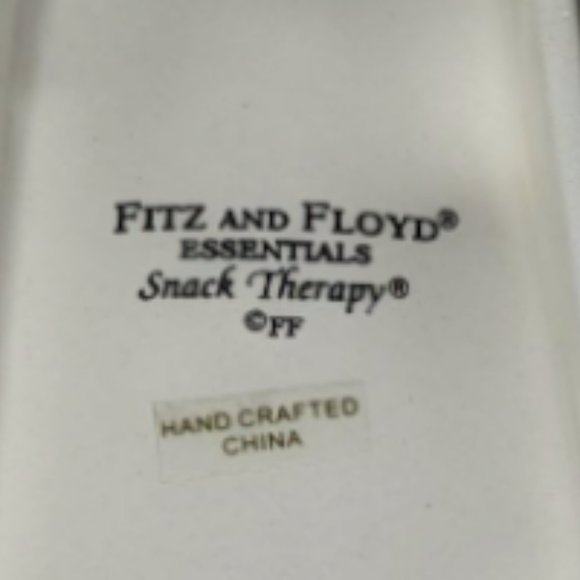 FITZ AND FLOYD®
ESSENTIALS
Snack Therapy®
©FF
HAND CRAFTED
CHINA